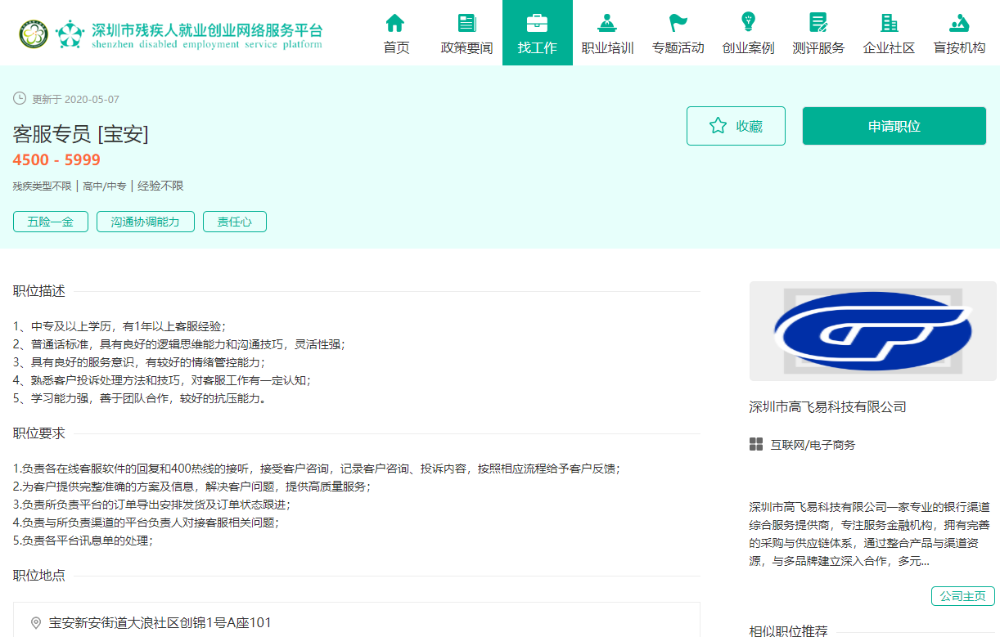 深圳市残疾人就业创业网络服务平台
shenzhen disabled employment service platform
首页
政策要闻
找工作
职业培训
专题活动
创业案例
测评服务
企业社区
盲按机构
更新于 2020-05-07
客服专员 [宝安]
4500 - 5999
残疾类型不限 | 高中/中专 | 经验不限
五险一金
沟通协调能力
责任心
收藏
申请职位
职位描述
1、中专及以上学历，有1年以上客服经验；
2、普通话标准，具有良好的逻辑思维能力和沟通技巧，灵活性强；
3、具有良好的服务意识，有较好的情绪管控能力；
4、熟悉客户投诉处理方法和技巧，对客服工作有一定认知；
5、学习能力强，善于团队合作，较好的抗压能力。
职位要求
1.负责各在线客服软件的回复和400热线的接听，接受客户咨询，记录客户咨询、投诉内容，按照相应流程给予客户反馈；
2.为客户提供完整准确的方案及信息，解决客户问题，提供高质量服务；
3.负责所负责平台的订单导出安排发货及订单状态跟进；
4.负责与所负责渠道的平台负责人对接客服相关问题；
5.负责各平台讯息单的处理；
职位地点
宝安新安街道大浪社区创锦1号A座101
深圳市高飞易科技有限公司
互联网/电子商务
深圳市高飞易科技有限公司一家专业的银行渠道
综合服务提供商，专注服务金融机构，拥有完善
的采购与供应链体系，通过整合产品与渠道资
源，与多品牌建立深入合作，多元...
公司主页
相似职位推荐